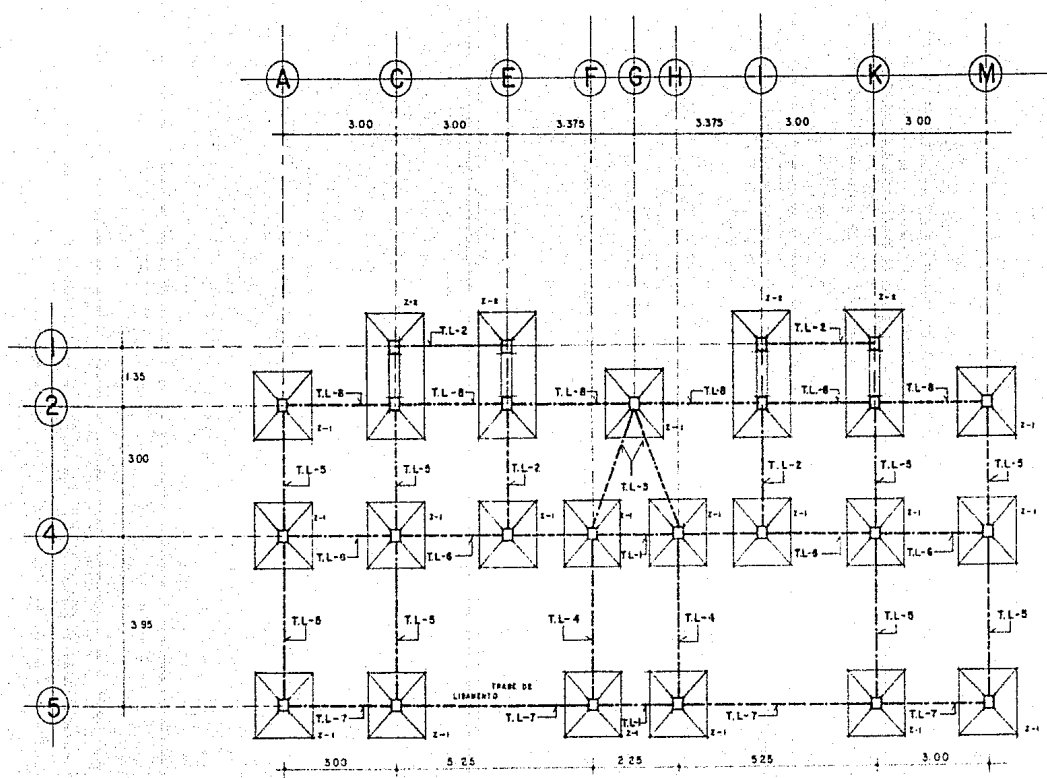 A C E F G H I K M
3.00 3.00 3.375 3.375 3.00 3.00
Z-2 Z-2 Z-2 Z-2
1 T.L-2 T.L-2
1.35
T.L-8 T.L-8 T.L-8 T.L-8 T.L-8 T.L-8
2
Z-1 Z-1 Z-1
3.00
T.L-5 T.L-5 T.L-2 T.L-5 T.L-2 T.L-5 T.L-5
Z-1 Z-1 Z-1 Z-1 Z-1 Z-1 Z-1 Z-1
4
T.L-6 T.L-6 T.L-1 T.L-6 T.L-6
3.95
T.L-5 T.L-5 T.L-4 T.L-4 T.L-5 T.L-5
TRABE DE
LIGAMENTO
5
T.L-7 T.L-7 T.L-1 T.L-7 T.L-7
Z-1 Z-1 Z-1 Z-1 Z-1 Z-1
3.00 5.25 2.25 5.25 3.00